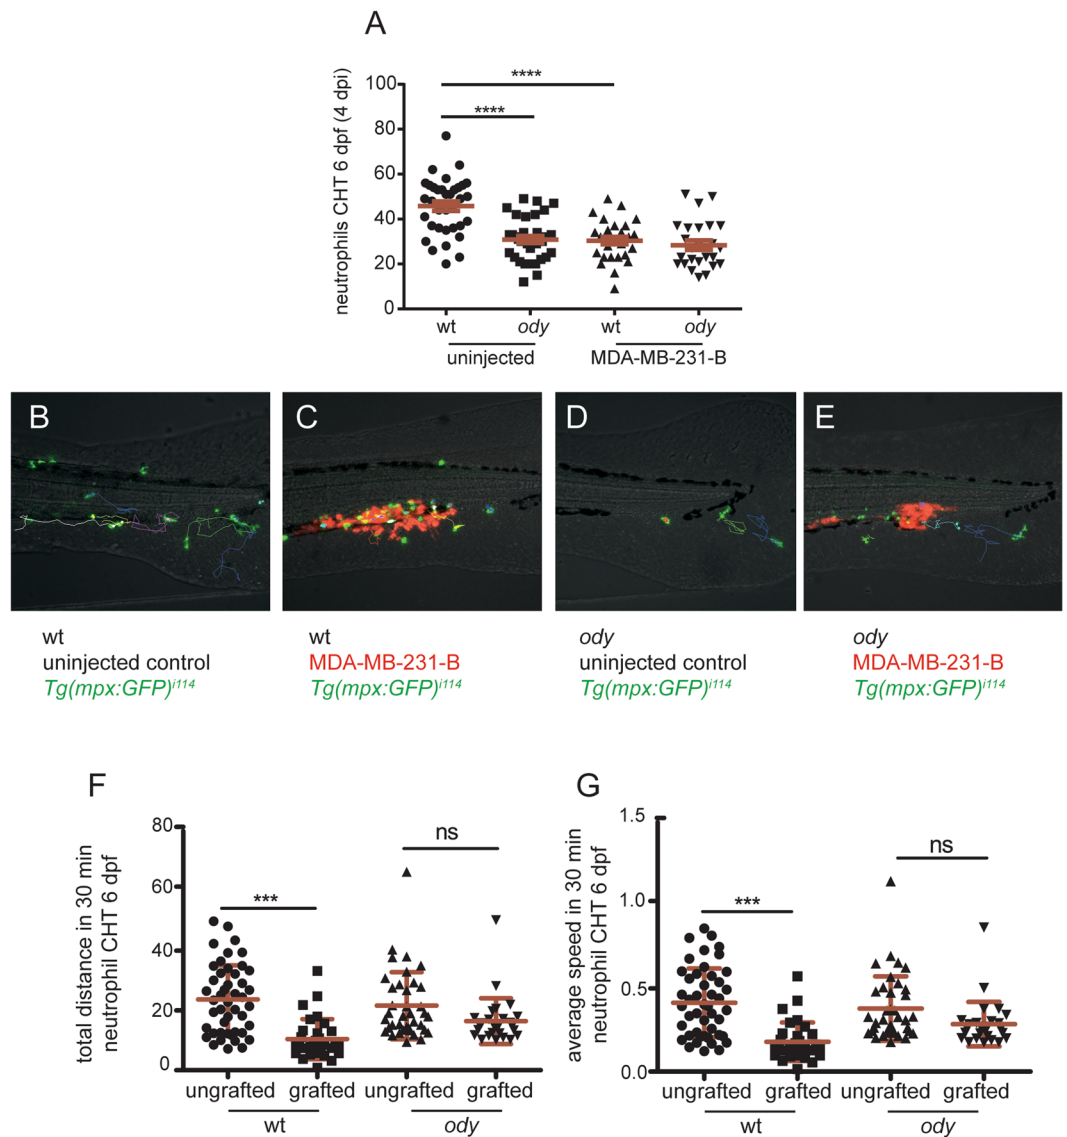 A
neutrophils CHT 6 dpf (4 dpi)
100
80
60
40
20
0
****
****
wt
ody
wt
ody
uninjected
MDA-MB-231-B
B
C
D
E
wt
uninjected control
Tg(mpx:GFP)i114
wt
MDA-MB-231-B
Tg(mpx:GFP)i114
ody
uninjected control
Tg(mpx:GFP)i114
ody
MDA-MB-231-B
Tg(mpx:GFP)i114
F
total distance in 30 min
neutrophil CHT 6 dpf
80
60
40
20
0
***
ns
ungrafted
grafted
ungrafted
grafted
wt
ody
G
average speed in 30 min
neutrophil CHT 6 dpf
1.5
1.0
0.5
0.0
***
ns
ungrafted
grafted
ungrafted
grafted
wt
ody